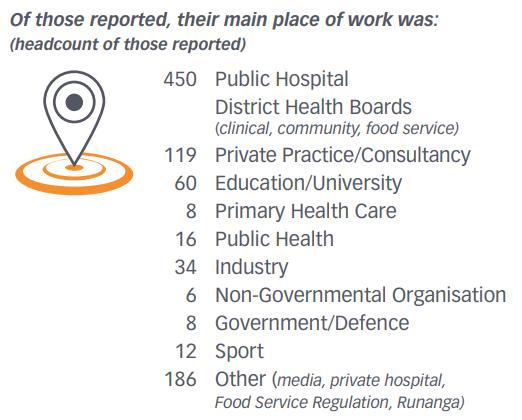 Of those reported, their main place of work was:
(headcount of those reported)
450 Public Hospital
District Health Boards
(clinical, community, food service)
119 Private Practice/Consultancy
60 Education/University
8 Primary Health Care
16 Public Health
34 Industry
6 Non-Governmental Organisation
8 Government/Defence
12 Sport
186 Other (media, private hospital,
Food Service Regulation, Runanga)